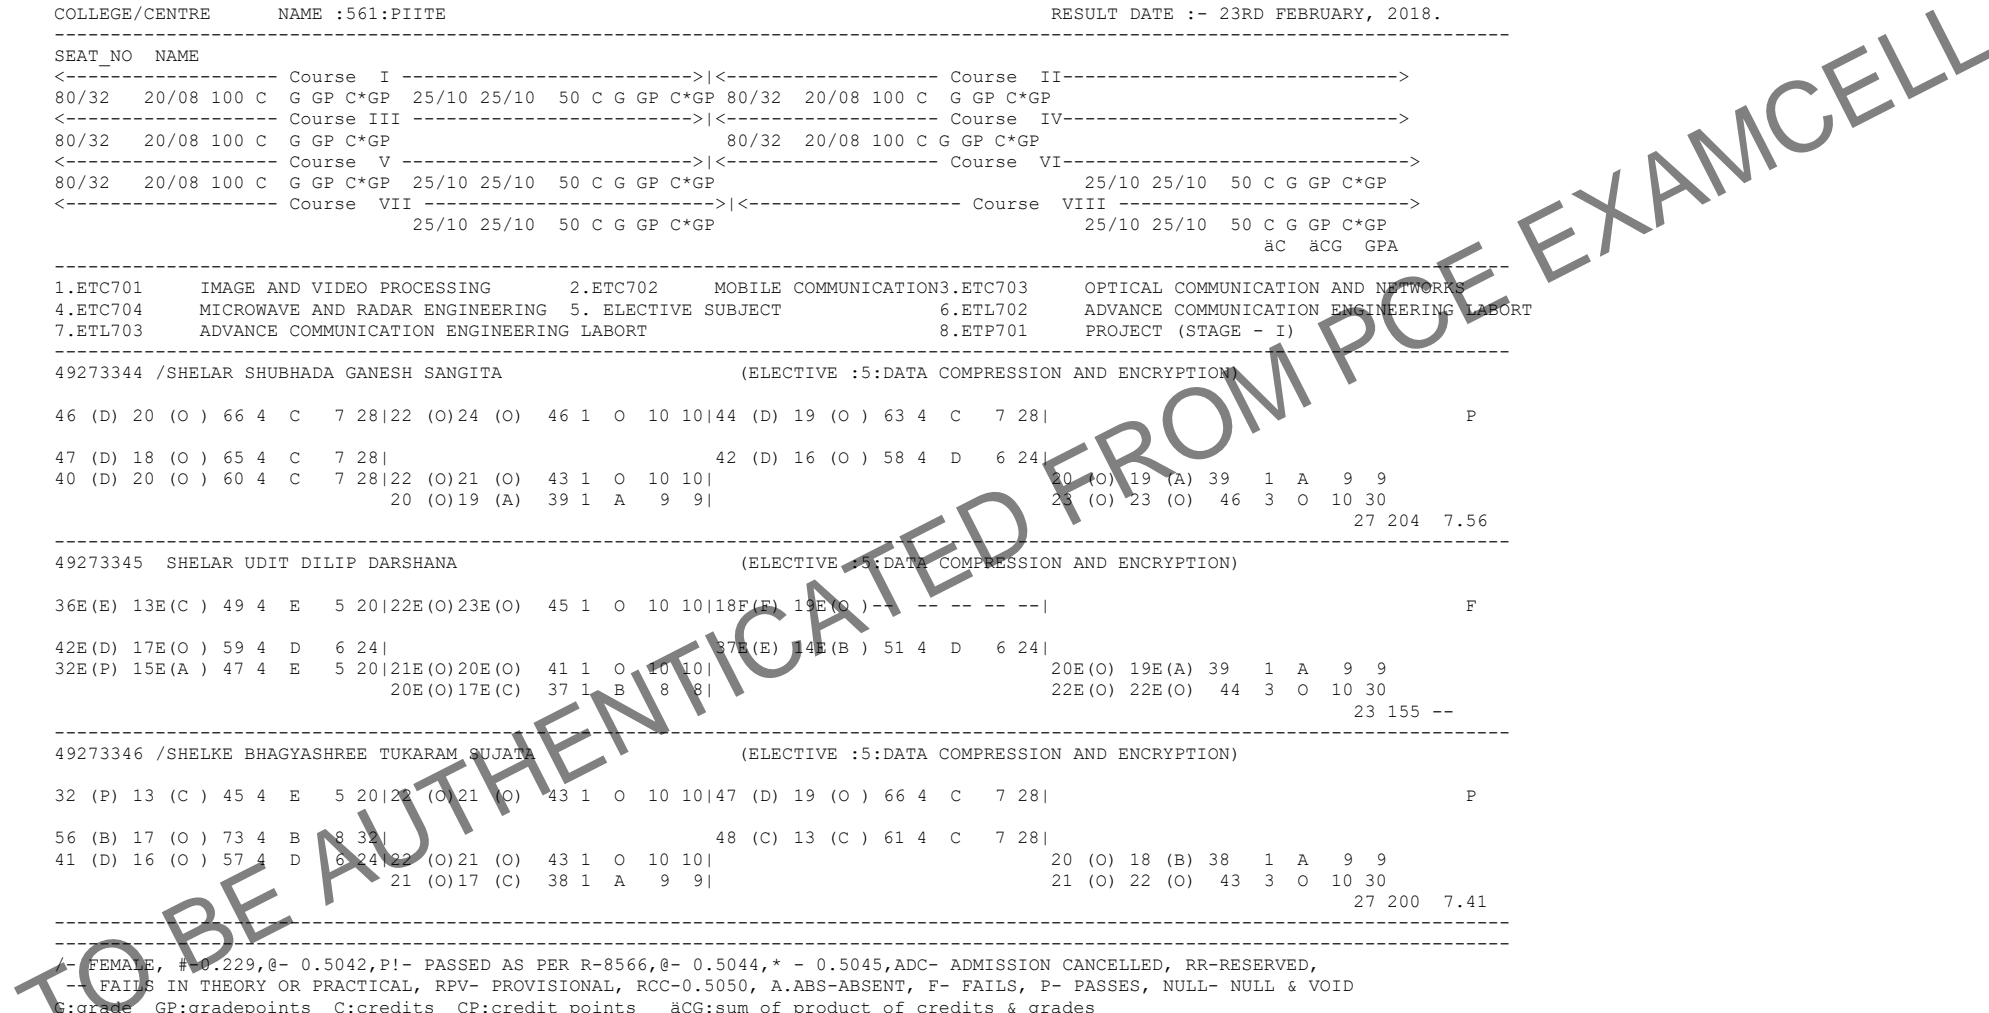 COLLEGE/CENTRE NAME :561:PIITE RESULT DATE :- 23RD FEBRUARY, 2018.
----------------------------------------------------------------------------------------------------------------------------------
SEAT_NO NAME
<------------------- Course I -------------------------->|<------------------- Course II------------------------------>
80/32 20/08 100 C G GP C*GP 25/10 25/10 50 C G GP C*GP 80/32 20/08 100 C G GP C*GP
<------------------- Course III ------------------------->|<------------------- Course IV------------------------------>
80/32 20/08 100 C G GP C*GP 80/32 20/08 100 C G GP C*GP
<------------------- Course V -------------------------->|<------------------- Course VI------------------------------->
80/32 20/08 100 C G GP C*GP 25/10 25/10 50 C G GP C*GP 25/10 25/10 50 C G GP C*GP
<------------------- Course VII -------------------------->|<------------------- Course VIII ------------------------->
25/10 25/10 50 C G GP C*GP 25/10 25/10 50 C G GP C*GP
äC äCG GPA
----------------------------------------------------------------------------------------------------------------------------------
1.ETC701 IMAGE AND VIDEO PROCESSING 2.ETC702 MOBILE COMMUNICATION3.ETC703 OPTICAL COMMUNICATION AND NETWORKS
4.ETC704 MICROWAVE AND RADAR ENGINEERING 5. ELECTIVE SUBJECT 6.ETL702 ADVANCE COMMUNICATION ENGINEERING LABORT
7.ETL703 ADVANCE COMMUNICATION ENGINEERING LABORT 8.ETP701 PROJECT (STAGE - I)
----------------------------------------------------------------------------------------------------------------------------------
49273344 /SHELAR SHUBHADA GANESH SANGITA (ELECTIVE :5:DATA COMPRESSION AND ENCRYPTION)
46 (D) 20 (O ) 66 4 C 7 28|22 (O)24 (O) 46 1 O 10 10|44 (D) 19 (O ) 63 4 C 7 28| P
47 (D) 18 (O ) 65 4 C 7 28| 42 (D) 16 (O ) 58 4 D 6 24|
40 (D) 20 (O ) 60 4 C 7 28|22 (O)21 (O) 43 1 O 10 10| 20 (O) 19 (A) 39 1 A 9 9
20 (O)19 (A) 39 1 A 9 9| 23 (O) 23 (O) 46 3 O 10 30
27 204 7.56
----------------------------------------------------------------------------------------------------------------------------------
49273345 SHELAR UDIT DILIP DARSHANA (ELECTIVE :5:DATA COMPRESSION AND ENCRYPTION)
36E(E) 13E(C ) 49 4 E 5 20|22E(O)23E(O) 45 1 O 10 10|18F(F) 19E(O )-- -- -- -- --| F
42E(D) 17E(O ) 59 4 D 6 24| 37E(E) 14E(B ) 51 4 D 6 24|
32E(P) 15E(A ) 47 4 E 5 20|21E(O)20E(O) 41 1 O 10 10| 20E(O) 19E(A) 39 1 A 9 9
20E(O)17E(C) 37 1 B 8 8| 22E(O) 22E(O) 44 3 O 10 30
23 155 --
----------------------------------------------------------------------------------------------------------------------------------
49273346 /SHELKE BHAGYASHREE TUKARAM SUJATA (ELECTIVE :5:DATA COMPRESSION AND ENCRYPTION)
32 (P) 13 (C ) 45 4 E 5 20|22 (O)21 (O) 43 1 O 10 10|47 (D) 19 (O ) 66 4 C 7 28| P
56 (B) 17 (O ) 73 4 B 8 32| 48 (C) 13 (C ) 61 4 C 7 28|
41 (D) 16 (O ) 57 4 D 6 24|22 (O)21 (O) 43 1 O 10 10| 20 (O) 18 (B) 38 1 A 9 9
21 (O)17 (C) 38 1 A 9 9| 21 (O) 22 (O) 43 3 O 10 30
27 200 7.41
----------------------------------------------------------------------------------------------------------------------------------
----------------------------------------------------------------------------------------------------------------------------------
/- FEMALE, #-0.229,@- 0.5042,P!- PASSED AS PER R-8566,@- 0.5044,* - 0.5045,ADC- ADMISSION CANCELLED, RR-RESERVED,
-- FAILS IN THEORY OR PRACTICAL, RPV- PROVISIONAL, RCC-0.5050, A.ABS-ABSENT, F- FAILS, P- PASSES, NULL- NULL & VOID
G:grade GP:gradepoints C:credits CP:credit points äCG:sum of product of credits & grades
TO BE AUTHENTICATED FROM PCE EXAMCELL